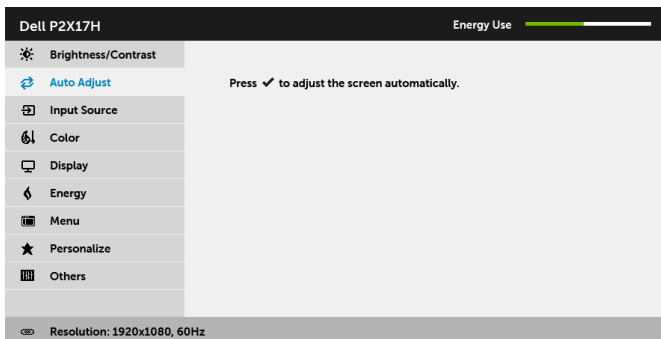 Dell P2X17H
Energy Use
Brightness/Contrast
Auto Adjust
Press ✓ to adjust the screen automatically.
Input Source
Color
Display
Energy
Menu
Personalize
Others
Resolution: 1920x1080, 60Hz